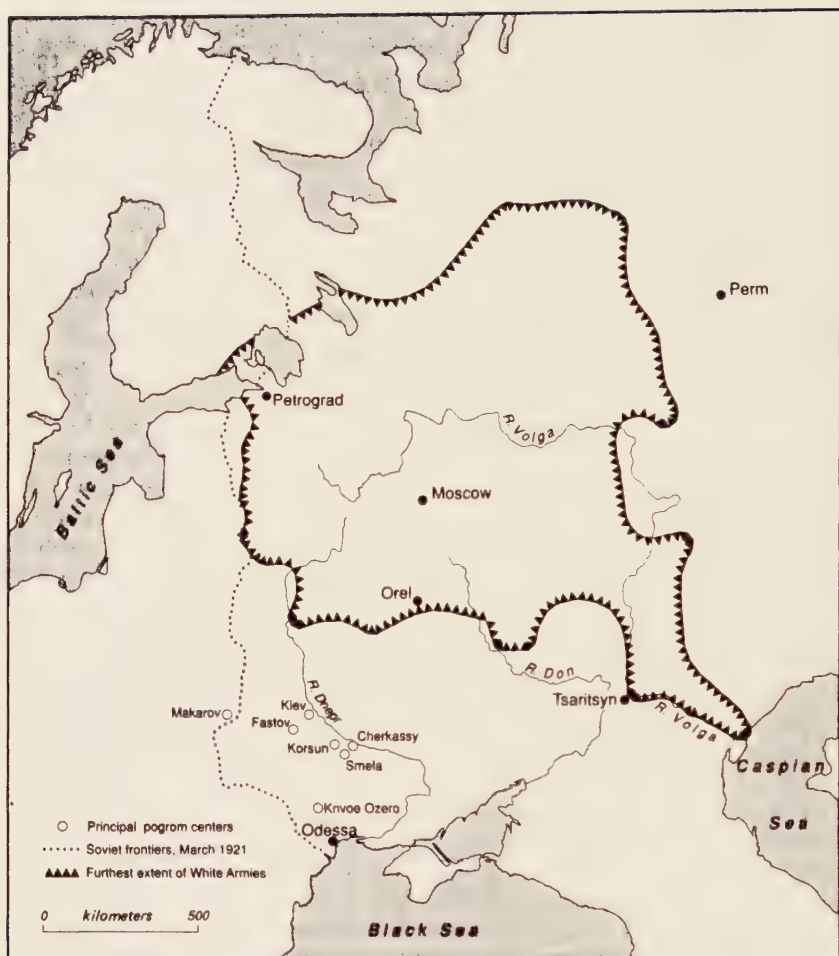 Perm
Petrograd
R. Volga
Baltic Sea
Moscow
Orel
R. Don
R. Dnepr
Makarov
Kiev
Tsaritsyn
R. Volga
Fastov
Cherkassy
Korsun
Smela
Caspian
Sea
Krivoe Ozero
Principal pogrom centers
Odessa
Soviet frontiers, March 1921
Furthest extent of White Armies
0 kilometers 500
Black Sea